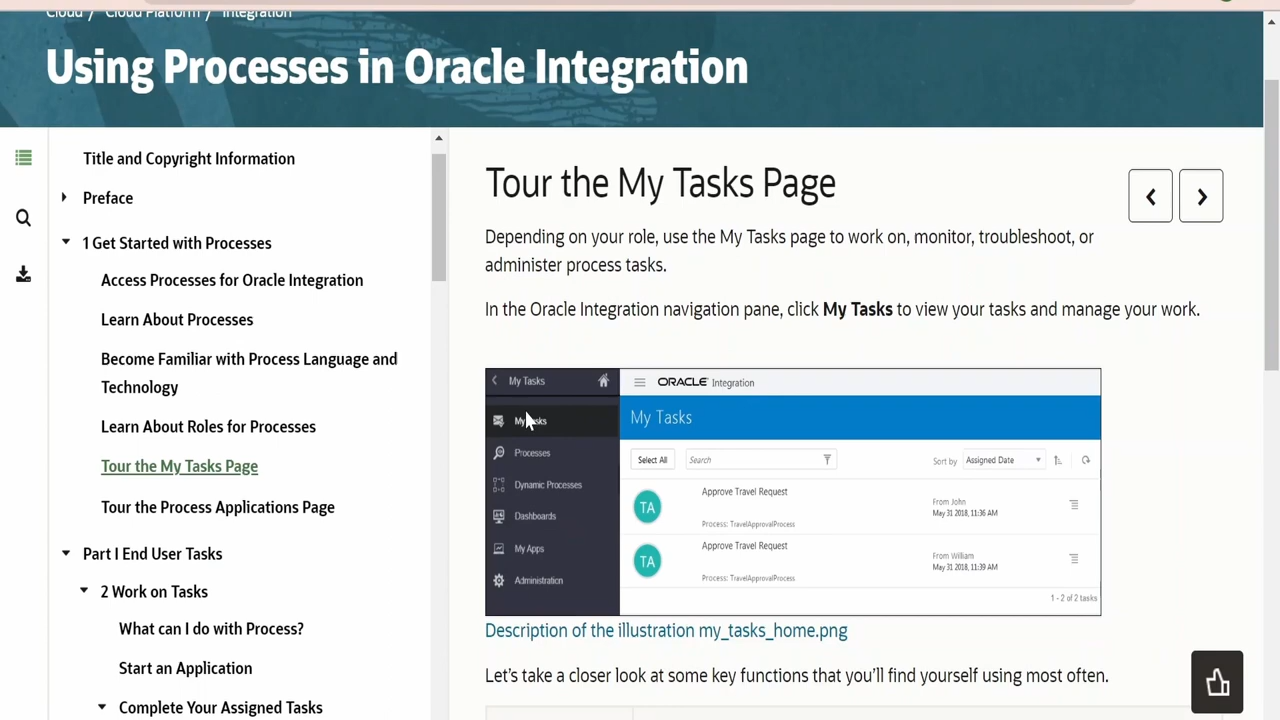 Cloud / Cloud Platform / Integration
Using Processes in Oracle Integration
Title and Copyright Information
Preface
1 Get Started with Processes
Access Processes for Oracle Integration
Learn About Processes
Become Familiar with Process Language and
Technology
Learn About Roles for Processes
Tour the My Tasks Page
Tour the Process Applications Page
Part I End User Tasks
2 Work on Tasks
What can I do with Process?
Start an Application
Complete Your Assigned Tasks
Tour the My Tasks Page
Depending on your role, use the My Tasks page to work on, monitor, troubleshoot, or
administer process tasks.
In the Oracle Integration navigation pane, click My Tasks to view your tasks and manage your work.
My Tasks
ORACLE Integration
My Tasks
Processes
Dynamic Processes
Dashboards
My Apps
Administration
My Tasks
Select All
Search
Sort by
Assigned Date
TA
Approve Travel Request
Process: TravelApprovalProcess
From John
May 31 2018, 11:36 AM
TA
Approve Travel Request
Process: TravelApprovalProcess
From William
May 31 2018, 11:39 AM
1 - 2 of 2 tasks
Description of the illustration my_tasks_home.png
Let's take a closer look at some key functions that you'll find yourself using most often.